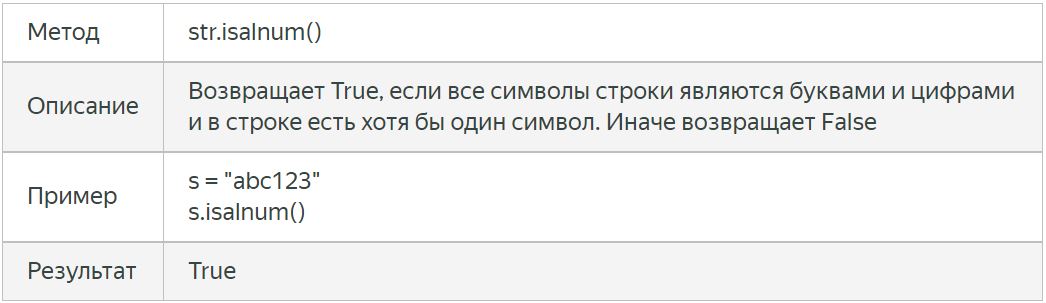 Метод
str.isalnum()
Описание
Возвращает True, если все символы строки являются буквами и цифрами
и в строке есть хотя бы один символ. Иначе возвращает False
Пример
s = "abc123"
s.isalnum()
Результат
True